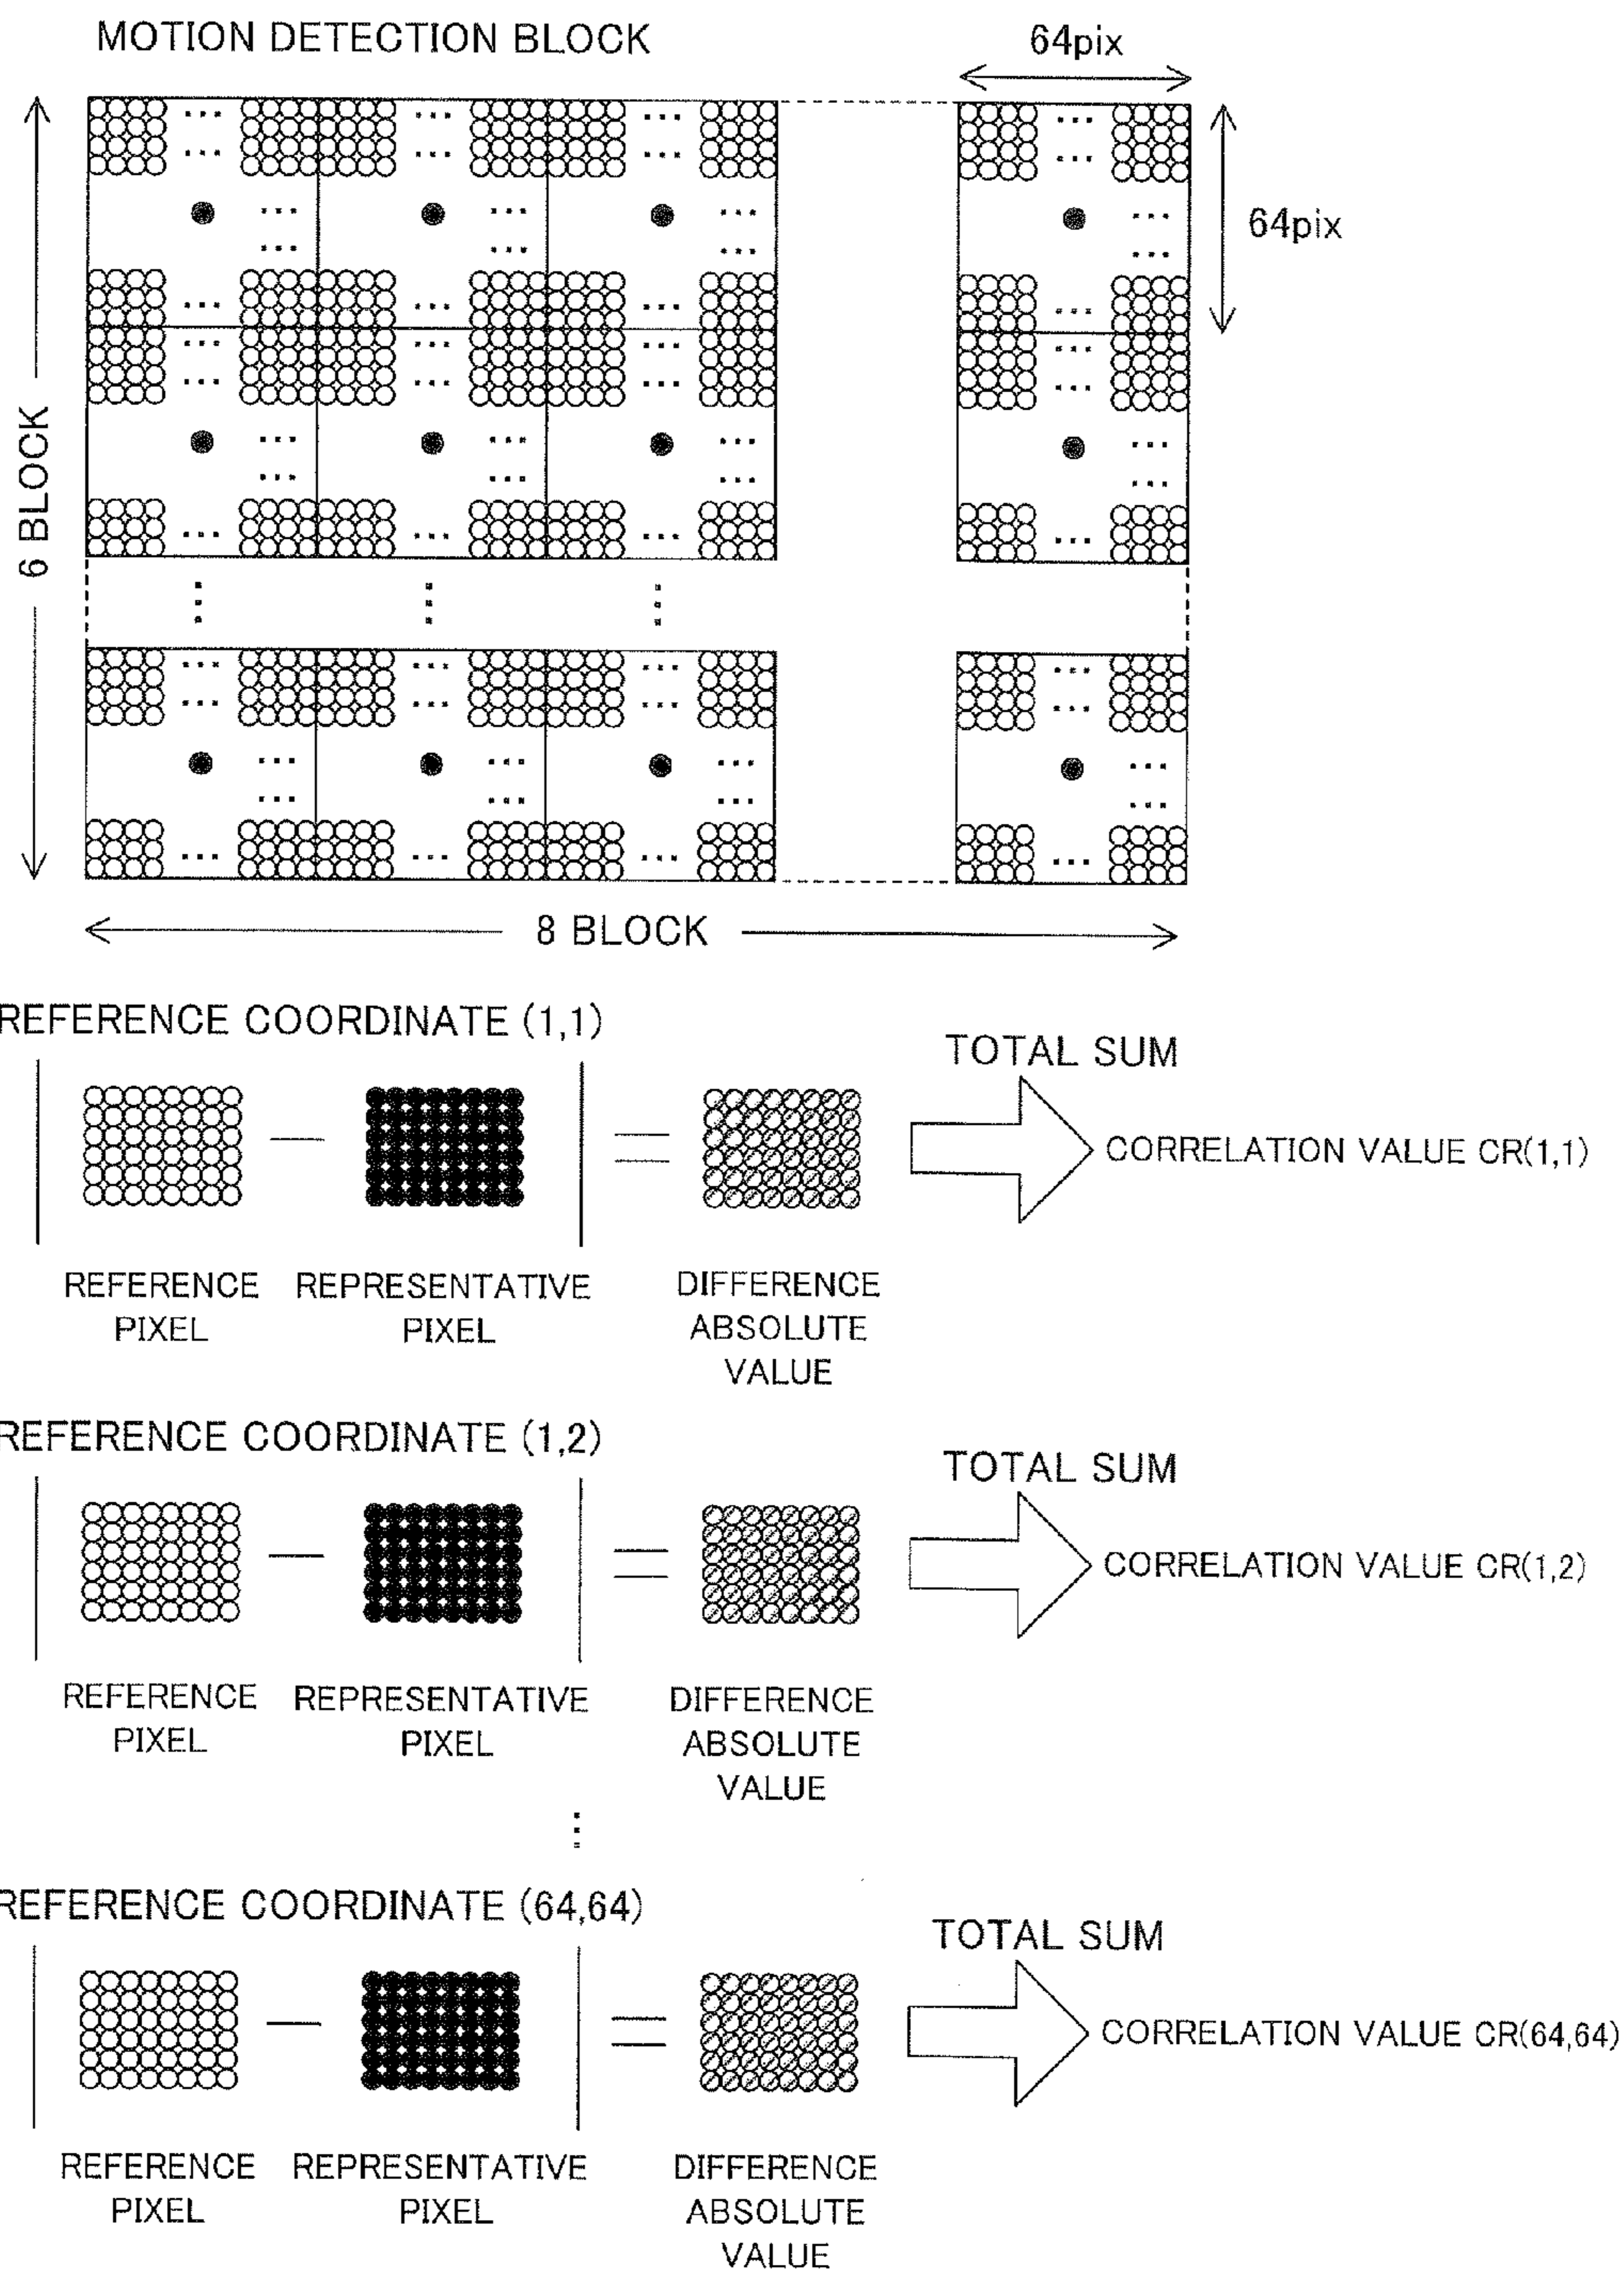 MOTION DETECTION BLOCK
64pix
64pix
6 BLOCK
8 BLOCK
REFERENCE COORDINATE (1,1)
TOTAL SUM
CORRELATION VALUE CR(1,1)
REFERENCE PIXEL
REPRESENTATIVE PIXEL
DIFFERENCE ABSOLUTE VALUE
REFERENCE COORDINATE (1,2)
TOTAL SUM
CORRELATION VALUE CR(1,2)
REFERENCE PIXEL
REPRESENTATIVE PIXEL
DIFFERENCE ABSOLUTE VALUE
REFERENCE COORDINATE (64,64)
TOTAL SUM
CORRELATION VALUE CR(64,64)
REFERENCE PIXEL
REPRESENTATIVE PIXEL
DIFFERENCE ABSOLUTE VALUE